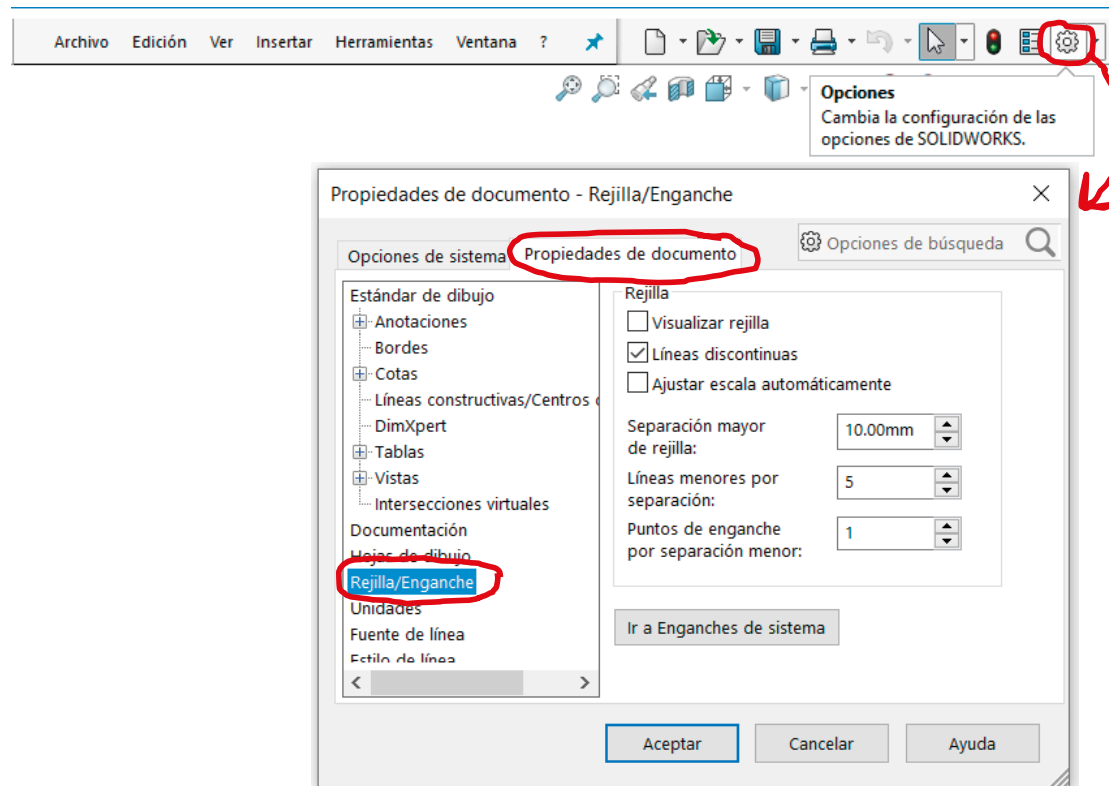 Archivo Edición Ver Insertar Herramientas Ventana ?
Opciones
Cambia la configuración de las
opciones de SOLIDWORKS.
Propiedades de documento - Rejilla/Enganche
Opciones de sistema
Propiedades de documento
Opciones de búsqueda
Estándar de dibujo
Anotaciones
Bordes
Cotas
Líneas constructivas/Centros
DimXpert
Tablas
Vistas
Intersecciones virtuales
Documentación
Hojas de dibujo
Rejilla/Enganche
Unidades
Fuente de línea
Estilo de línea
Rejilla
Visualizar rejilla
Líneas discontinuas
Ajustar escala automáticamente
Separación mayor
de rejilla:
10.00mm
Líneas menores por
separación:
5
Puntos de enganche
por separación menor:
1
Ir a Enganches de sistema
Aceptar
Cancelar
Ayuda